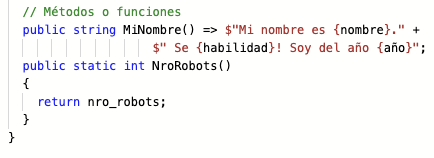 // Métodos o funciones
public string MiNombre() => $"Mi nombre es {nombre}." +
$" Se {habilidad}! Soy del año {año}";
public static int NroRobots()
{
return nro_robots;
}
}